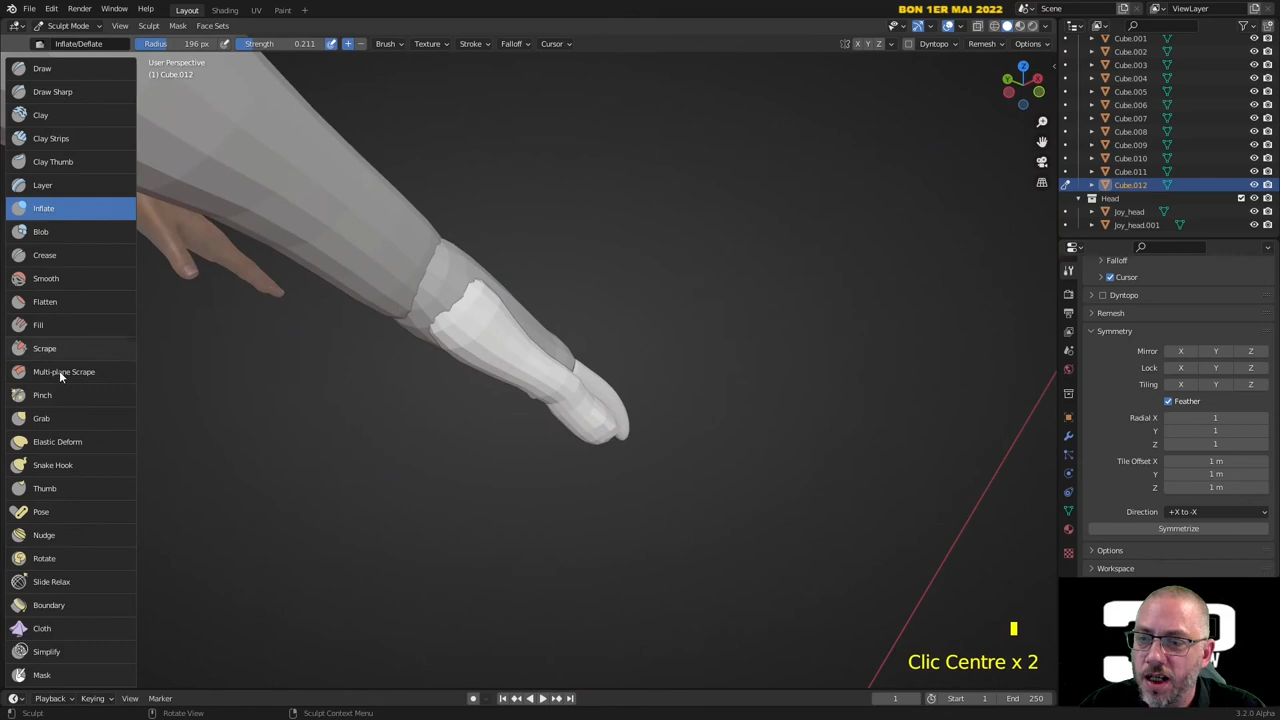 File Edit Render Window Help Layout Shading UV Paint BON 1ER MAI 2022 Scene ViewLayer
Sculpt Mode View Sculpt Mask Face Sets
Inflate/Deflate Radius 196 px Strength 0.211 Brush Texture Stroke Falloff Cursor X Y Z Dyntopo Remesh Options
User Perspective
(1) Cube.012
Draw
Draw Sharp
Clay
Clay Strips
Clay Thumb
Layer
Inflate
Blob
Crease
Smooth
Flatten
Fill
Scrape
Multi-plane Scrape
Pinch
Grab
Elastic Deform
Snake Hook
Thumb
Pose
Nudge
Rotate
Slide Relax
Boundary
Cloth
Simplify
Mask
Z
Y X
Cube.001
Cube.002
Cube.003
Cube.004
Cube.005
Cube.006
Cube.007
Cube.008
Cube.009
Cube.010
Cube.011
Cube.012
Head
Joy_head
Joy_head.001
Falloff
Cursor
Dyntopo
Remesh
Symmetry
Mirror X Y Z
Lock X Y Z
Tiling X Y Z
Feather
Radial X 1
Y 1
Z 1
Tile Offset X 1 m
Y 1 m
Z 1 m
Direction +X to -X
Symmetrize
Options
Workspace
Clic Centre x 2
Playback Keying View Marker 1 Start 1 End 250
Sculpt Rotate View Sculpt Context Menu 3.2.0 Alpha